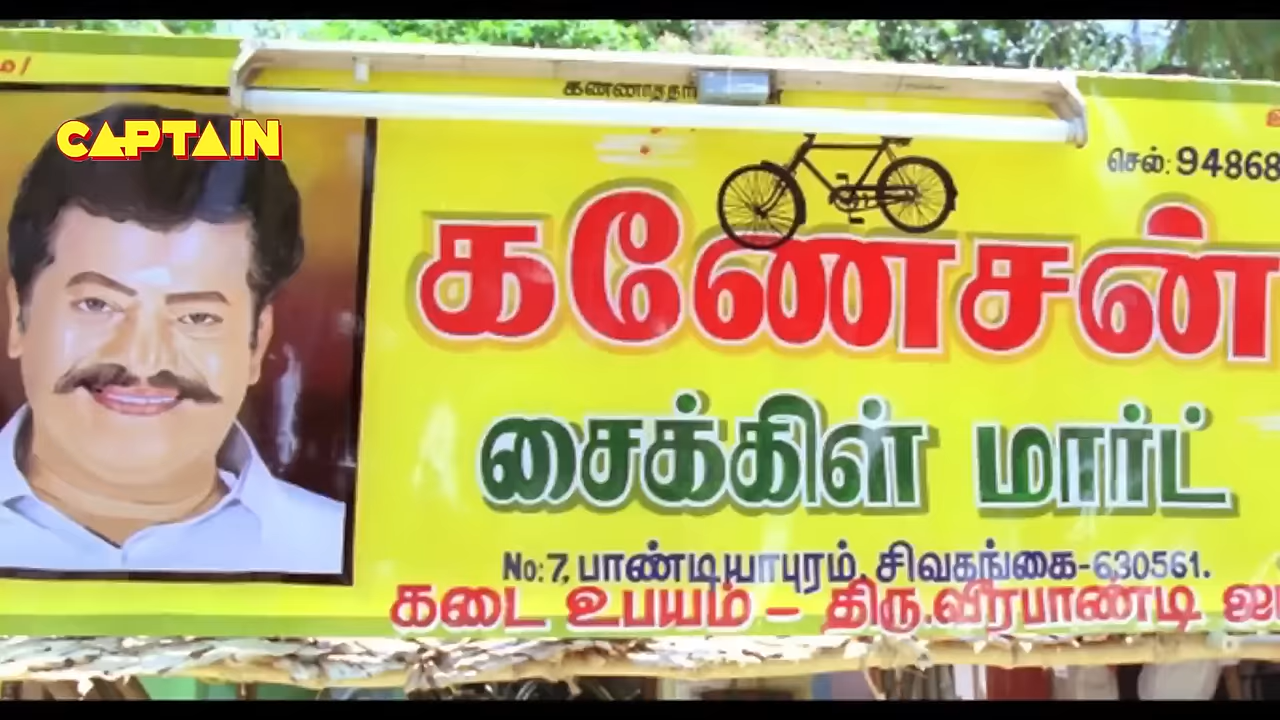 CAPTAIN
செல்: 94868
கணேசன்
சைக்கிள் மார்ட்
No: 7, பாண்டியாபுரம், சிவகங்கை-630561.
கடை உபயம் - திரு.வீரபாண்டி